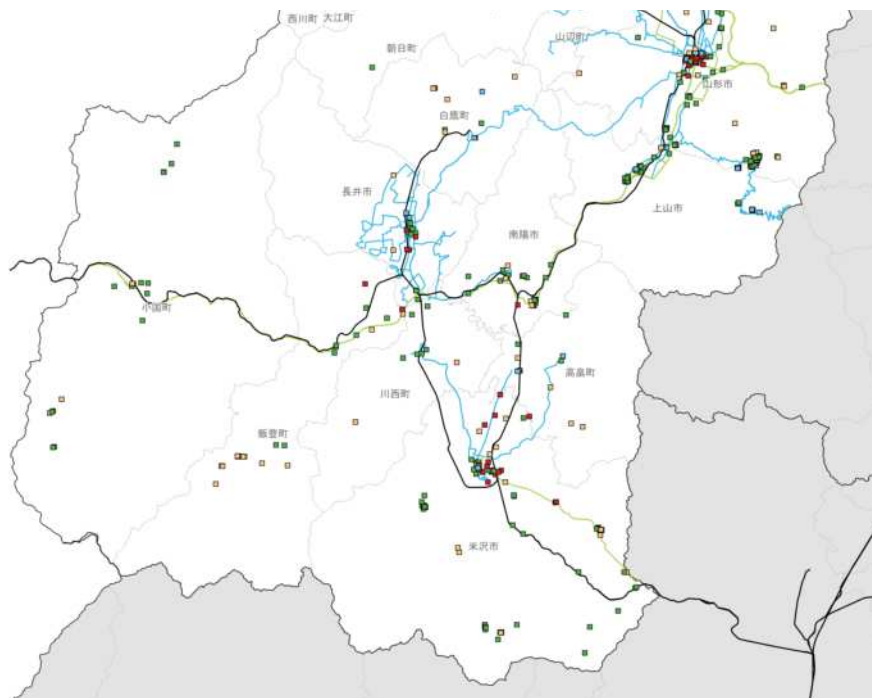 西川町 大江町
朝日町
山辺町
山形市
白鷹町
長井市
上山市
南陽市
小国町
高畠町
川西町
飯豊町
米沢市